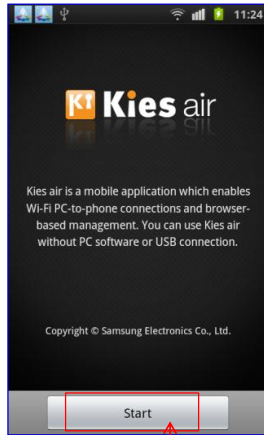 11:24
Kies air
Kies air is a mobile application which enables
Wi-Fi PC-to-phone connections and browser-
based management. You can use Kies air
without PC software or USB connection.
Copyright © Samsung Electronics Co., Ltd.
Start